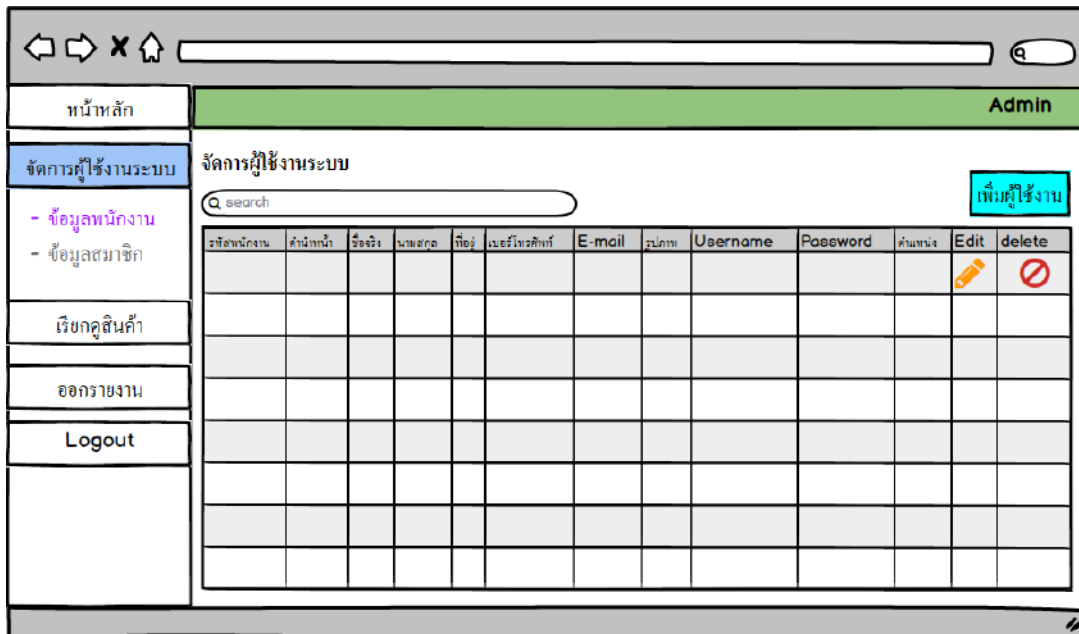 หน้าหลัก
Admin
จัดการผู้ใช้งานระบบ
- ข้อมูลพนักงาน
- ข้อมูลสมาชิก
เรียกดูสินค้า
ออกรายงาน
Logout
จัดการผู้ใช้งานระบบ
search
เพิ่มผู้ใช้งาน
รหัสพนักงาน คำนำหน้า ชื่อจริง นามสกุล ที่อยู่ เบอร์โทรศัพท์ E-mail รูปภาพ Username Password ตำแหน่ง Edit delete